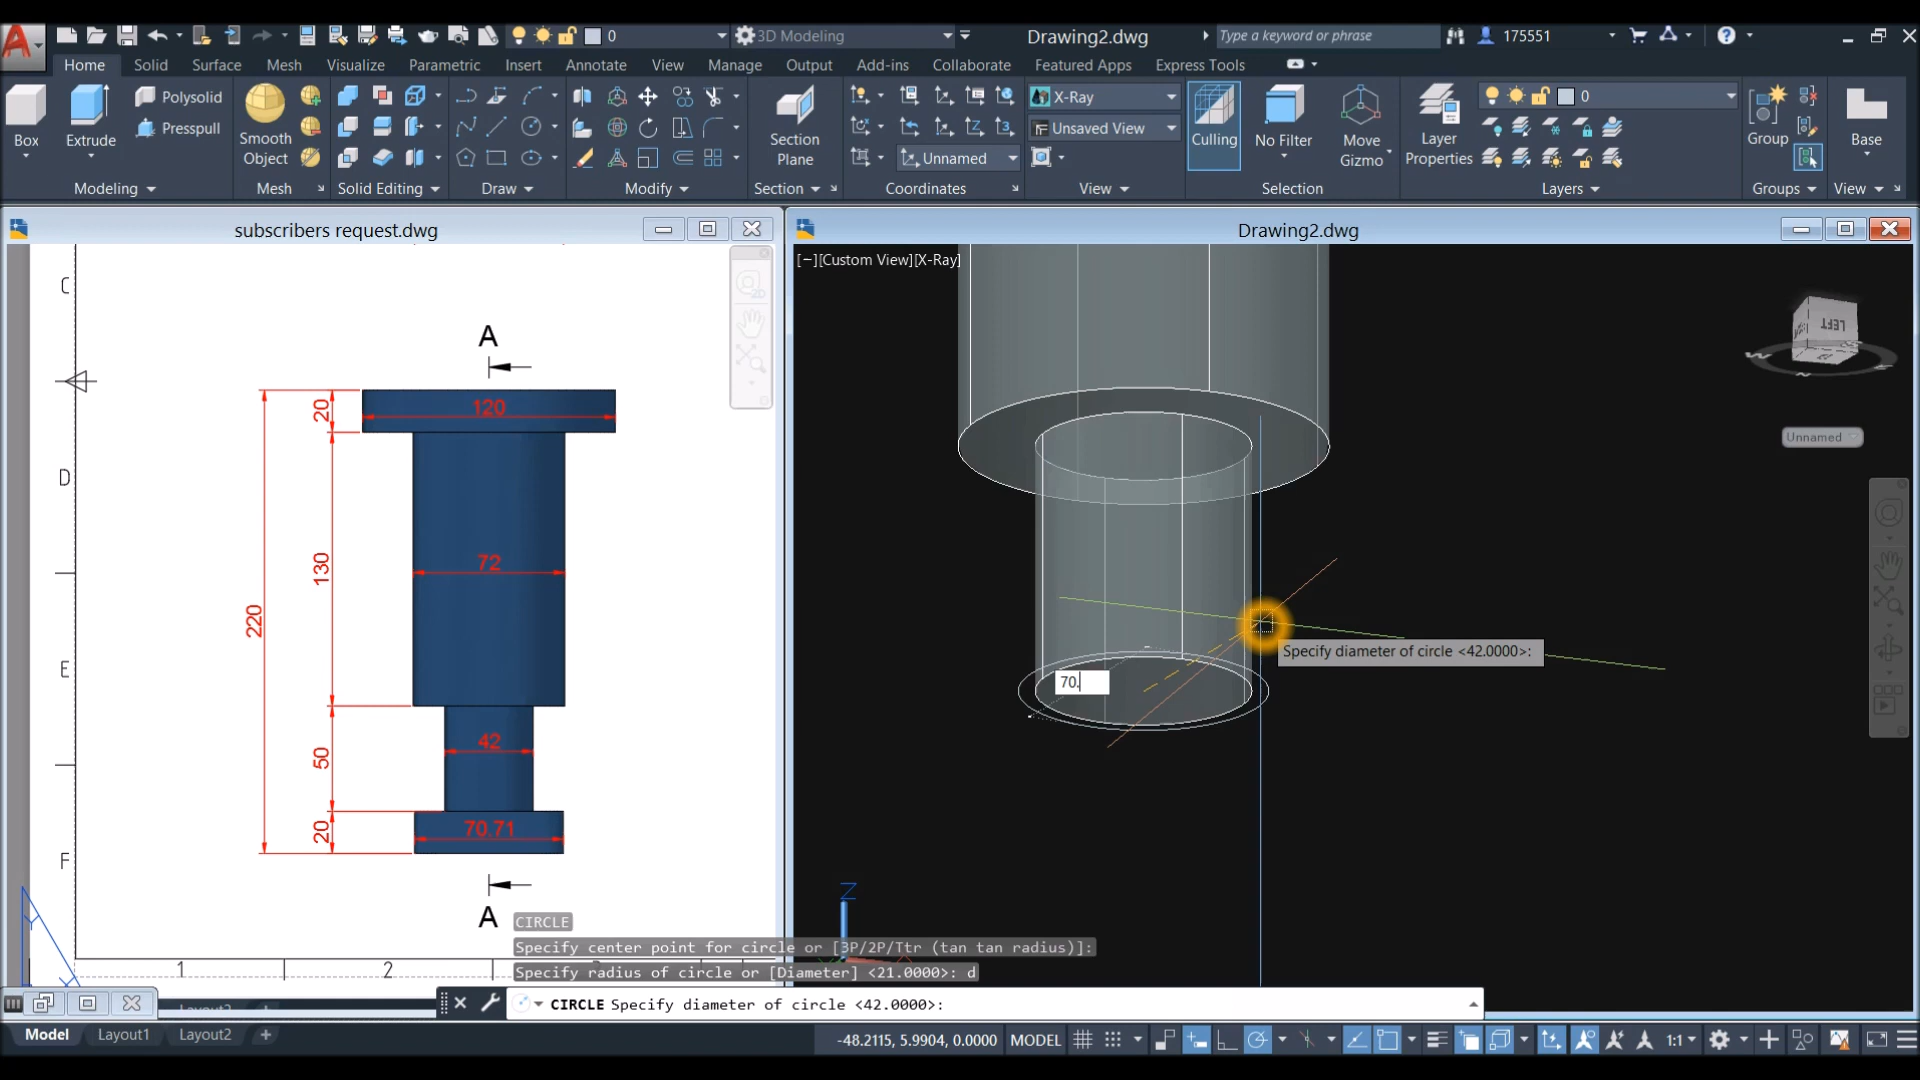 0
3D Modeling
Drawing2.dwg
Type a keyword or phrase
175551
Home
Solid
Surface
Mesh
Visualize
Parametric
Insert
Annotate
View
Manage
Output
Add-ins
Collaborate
Featured Apps
Express Tools
Box
Extrude
Polysolid
Presspull
Smooth
Object
Section
Plane
Unnamed
X-Ray
Unsaved View
Culling
No Filter
Move
Gizmo
Layer
Properties
0
Group
Base
Modeling
Mesh
Solid Editing
Draw
Modify
Section
Coordinates
View
Selection
Layers
Groups
View
subscribers request.dwg
Drawing2.dwg
[−][Custom View][X-Ray]
C
D
E
F
A
20
120
130
72
220
50
42
20
70.71
A
1
2
Y
LEFT
Unnamed
W
N
Specify diameter of circle <42.0000>:
70.
Z
CIRCLE
Specify center point for circle or [3P/2P/Ttr (tan tan radius)]:
Specify radius of circle or [Diameter] <21.0000>: d
CIRCLE Specify diameter of circle <42.0000>:
Model
Layout1
Layout2
-48.2115, 5.9904, 0.0000
MODEL
1:1